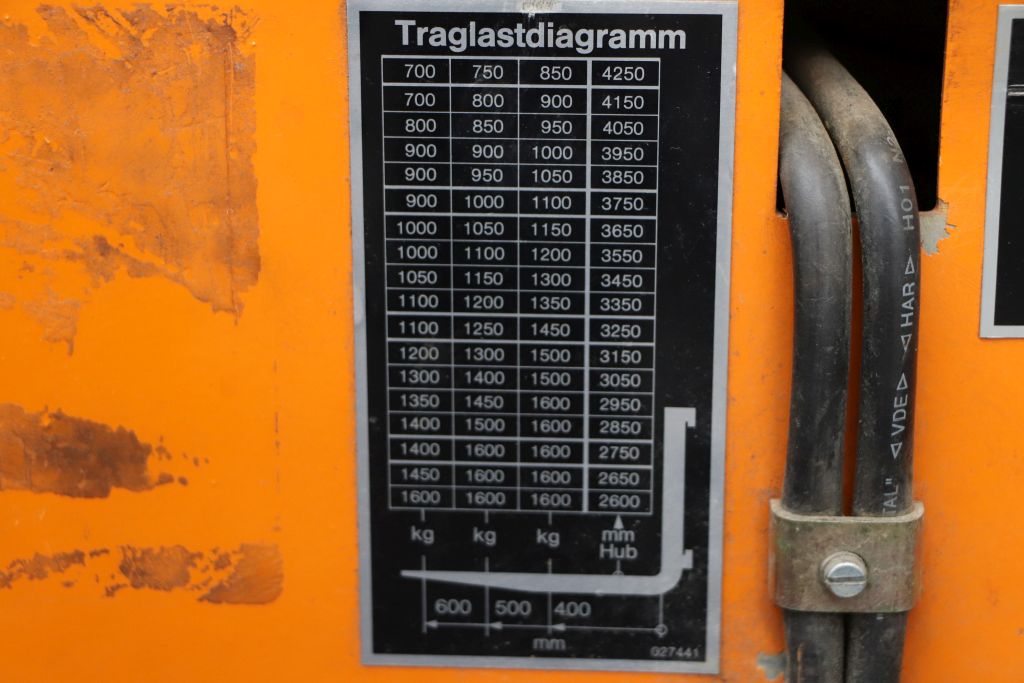 Traglastdiagramm
700 750 850 4250
700 800 900 4150
800 850 950 4050
900 900 1000 3950
900 950 1050 3850
900 1000 1100 3750
1000 1050 1150 3650
1000 1100 1200 3550
1050 1150 1300 3450
1100 1200 1350 3350
1100 1250 1450 3250
1200 1300 1500 3150
1300 1400 1500 3050
1350 1450 1600 2950
1400 1500 1600 2850
1400 1600 1600 2750
1450 1600 1600 2650
1600 1600 1600 2600
kg kg kg mm
Hub
600 500 400
mm
027441
TAL" ◁ VDE ▷ ◁ HAR ▷ H01 N2